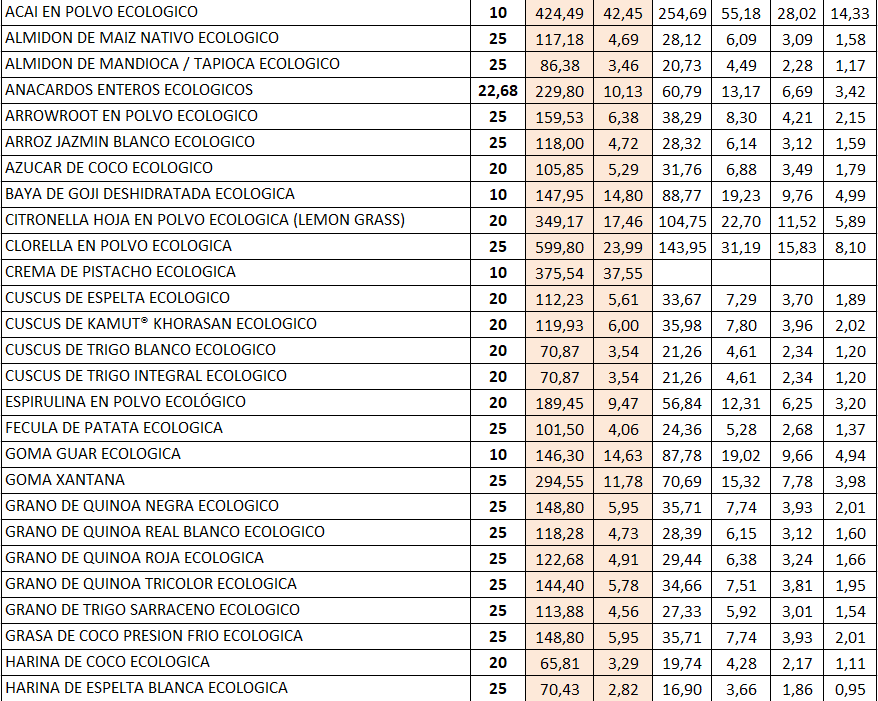 ACAI EN POLVO ECOLOGICO 10 424,49 42,45 254,69 55,18 28,02 14,33
ALMIDON DE MAIZ NATIVO ECOLOGICO 25 117,18 4,69 28,12 6,09 3,09 1,58
ALMIDON DE MANDIOCA / TAPIOCA ECOLOGICO 25 86,38 3,46 20,73 4,49 2,28 1,17
ANACARDOS ENTEROS ECOLOGICOS 22,68 229,80 10,13 60,79 13,17 6,69 3,42
ARROWROOT EN POLVO ECOLOGICO 25 159,53 6,38 38,29 8,30 4,21 2,15
ARROZ JAZMIN BLANCO ECOLOGICO 25 118,00 4,72 28,32 6,14 3,12 1,59
AZUCAR DE COCO ECOLOGICO 20 105,85 5,29 31,76 6,88 3,49 1,79
BAYA DE GOJI DESHIDRATADA ECOLOGICA 10 147,95 14,80 88,77 19,23 9,76 4,99
CITRONELLA HOJA EN POLVO ECOLOGICA (LEMON GRASS) 20 349,17 17,46 104,75 22,70 11,52 5,89
CLORELLA EN POLVO ECOLOGICA 25 599,80 23,99 143,95 31,19 15,83 8,10
CREMA DE PISTACHO ECOLOGICA 10 375,54 37,55
CUSCUS DE ESPELTA ECOLOGICO 20 112,23 5,61 33,67 7,29 3,70 1,89
CUSCUS DE KAMUT® KHORASAN ECOLOGICO 20 119,93 6,00 35,98 7,80 3,96 2,02
CUSCUS DE TRIGO BLANCO ECOLOGICO 20 70,87 3,54 21,26 4,61 2,34 1,20
CUSCUS DE TRIGO INTEGRAL ECOLOGICO 20 70,87 3,54 21,26 4,61 2,34 1,20
ESPIRULINA EN POLVO ECOLÓGICO 20 189,45 9,47 56,84 12,31 6,25 3,20
FECULA DE PATATA ECOLOGICA 25 101,50 4,06 24,36 5,28 2,68 1,37
GOMA GUAR ECOLOGICA 10 146,30 14,63 87,78 19,02 9,66 4,94
GOMA XANTANA 25 294,55 11,78 70,69 15,32 7,78 3,98
GRANO DE QUINOA NEGRA ECOLOGICO 25 148,80 5,95 35,71 7,74 3,93 2,01
GRANO DE QUINOA REAL BLANCO ECOLOGICO 25 118,28 4,73 28,39 6,15 3,12 1,60
GRANO DE QUINOA ROJA ECOLOGICA 25 122,68 4,91 29,44 6,38 3,24 1,66
GRANO DE QUINOA TRICOLOR ECOLOGICA 25 144,40 5,78 34,66 7,51 3,81 1,95
GRANO DE TRIGO SARRACENO ECOLOGICO 25 113,88 4,56 27,33 5,92 3,01 1,54
GRASA DE COCO PRESION FRIO ECOLOGICA 25 148,80 5,95 35,71 7,74 3,93 2,01
HARINA DE COCO ECOLOGICA 20 65,81 3,29 19,74 4,28 2,17 1,11
HARINA DE ESPELTA BLANCA ECOLOGICA 25 70,43 2,82 16,90 3,66 1,86 0,95